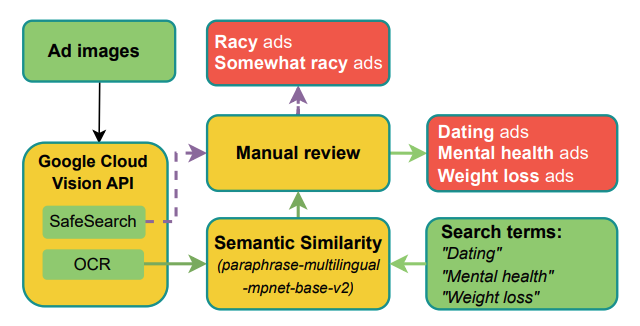 Ad images
Racy ads
Somewhat racy ads
Google Cloud
Vision API
SafeSearch
OCR
Manual review
Dating ads
Mental health ads
Weight loss ads
Semantic Similarity
(paraphrase-multilingual
-mpnet-base-v2)
Search terms:
"Dating"
"Mental health"
"Weight loss"